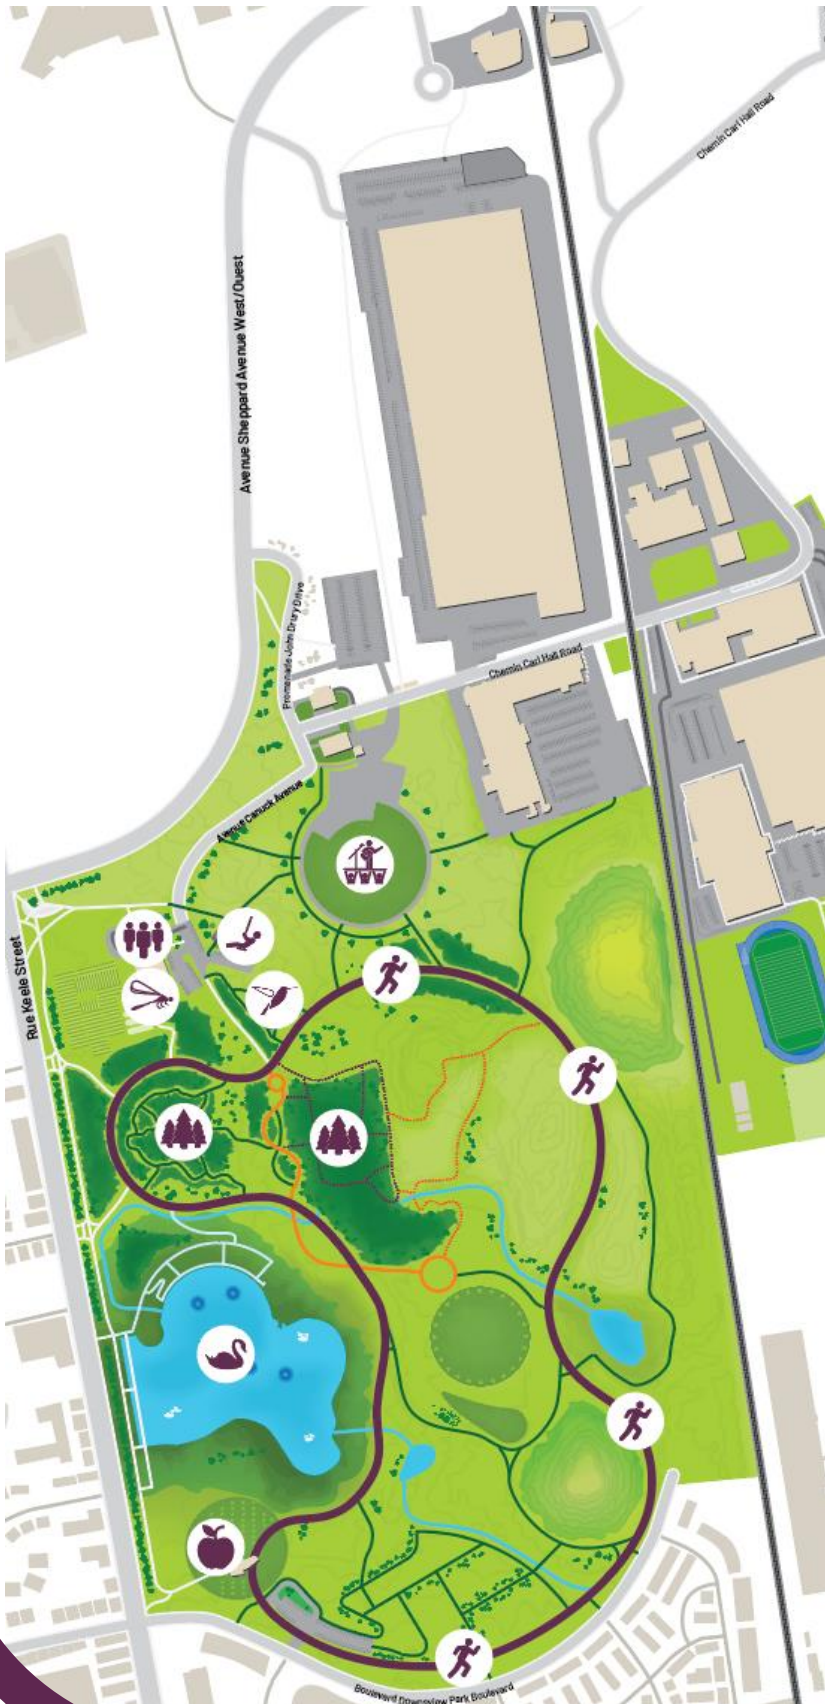 Chemin Carl Hall Road
Avenue Sheppard Avenue West/Ouest
Promenade John Drury Drive
Chemin Carl Hall Road
Avenue Canuck Avenue
Rue Keele Street
Boulevard Downsview Park Boulevard